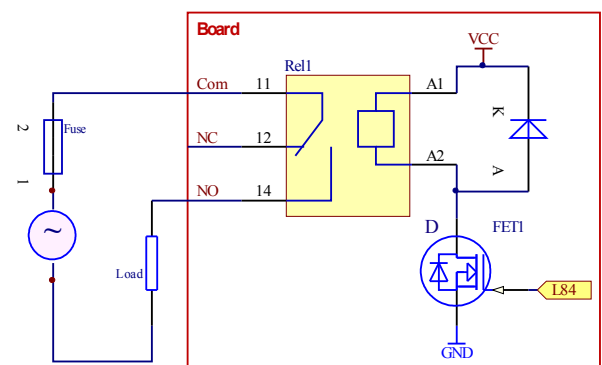 Board
VCC
Rel1
Com 11 A1
K
2 Fuse
NC 12
A2 A
1
NO 14
D FET1
~
Load
L84
GND